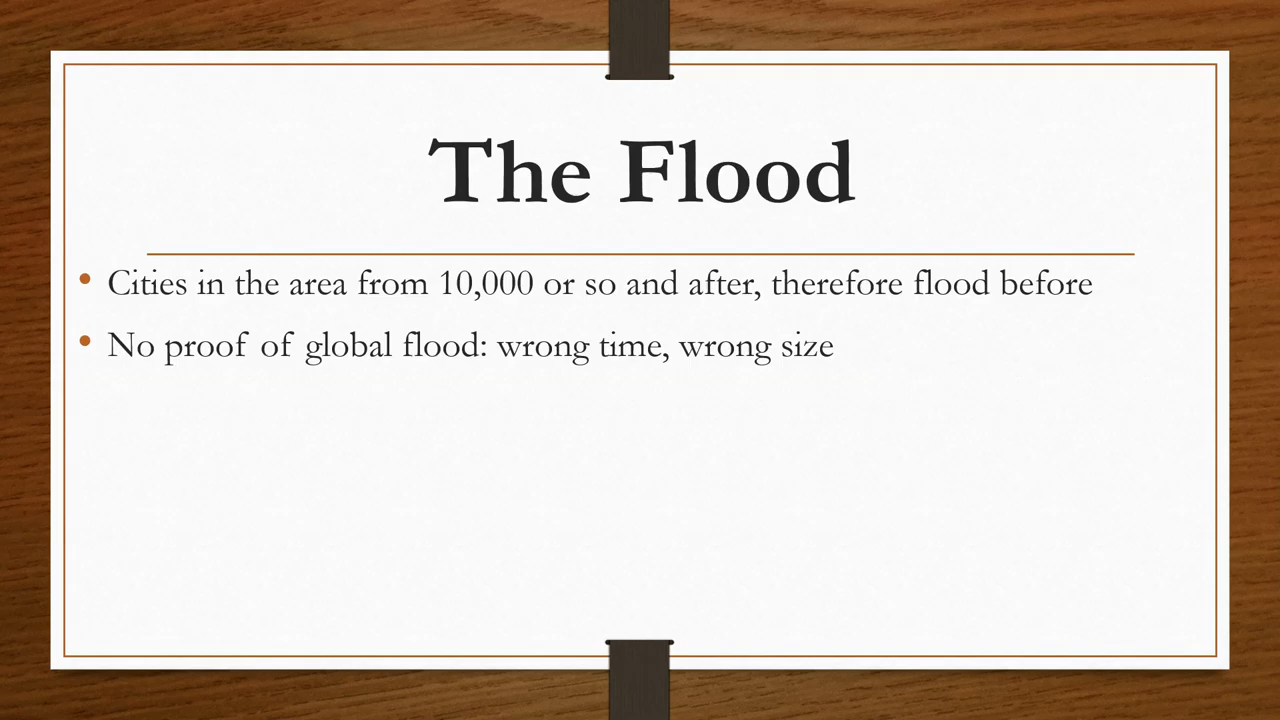 The Flood
• Cities in the area from 10,000 or so and after, therefore flood before
• No proof of global flood: wrong time, wrong size